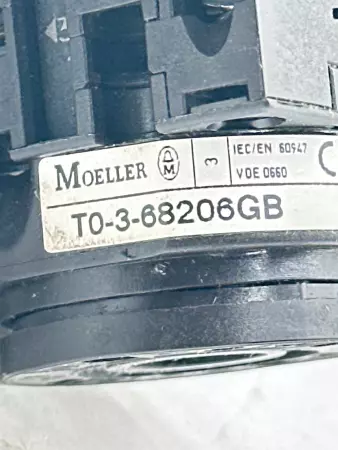 MOELLER M 3 IEC/EN 60947
VDE 0660
T0-3-68206GB